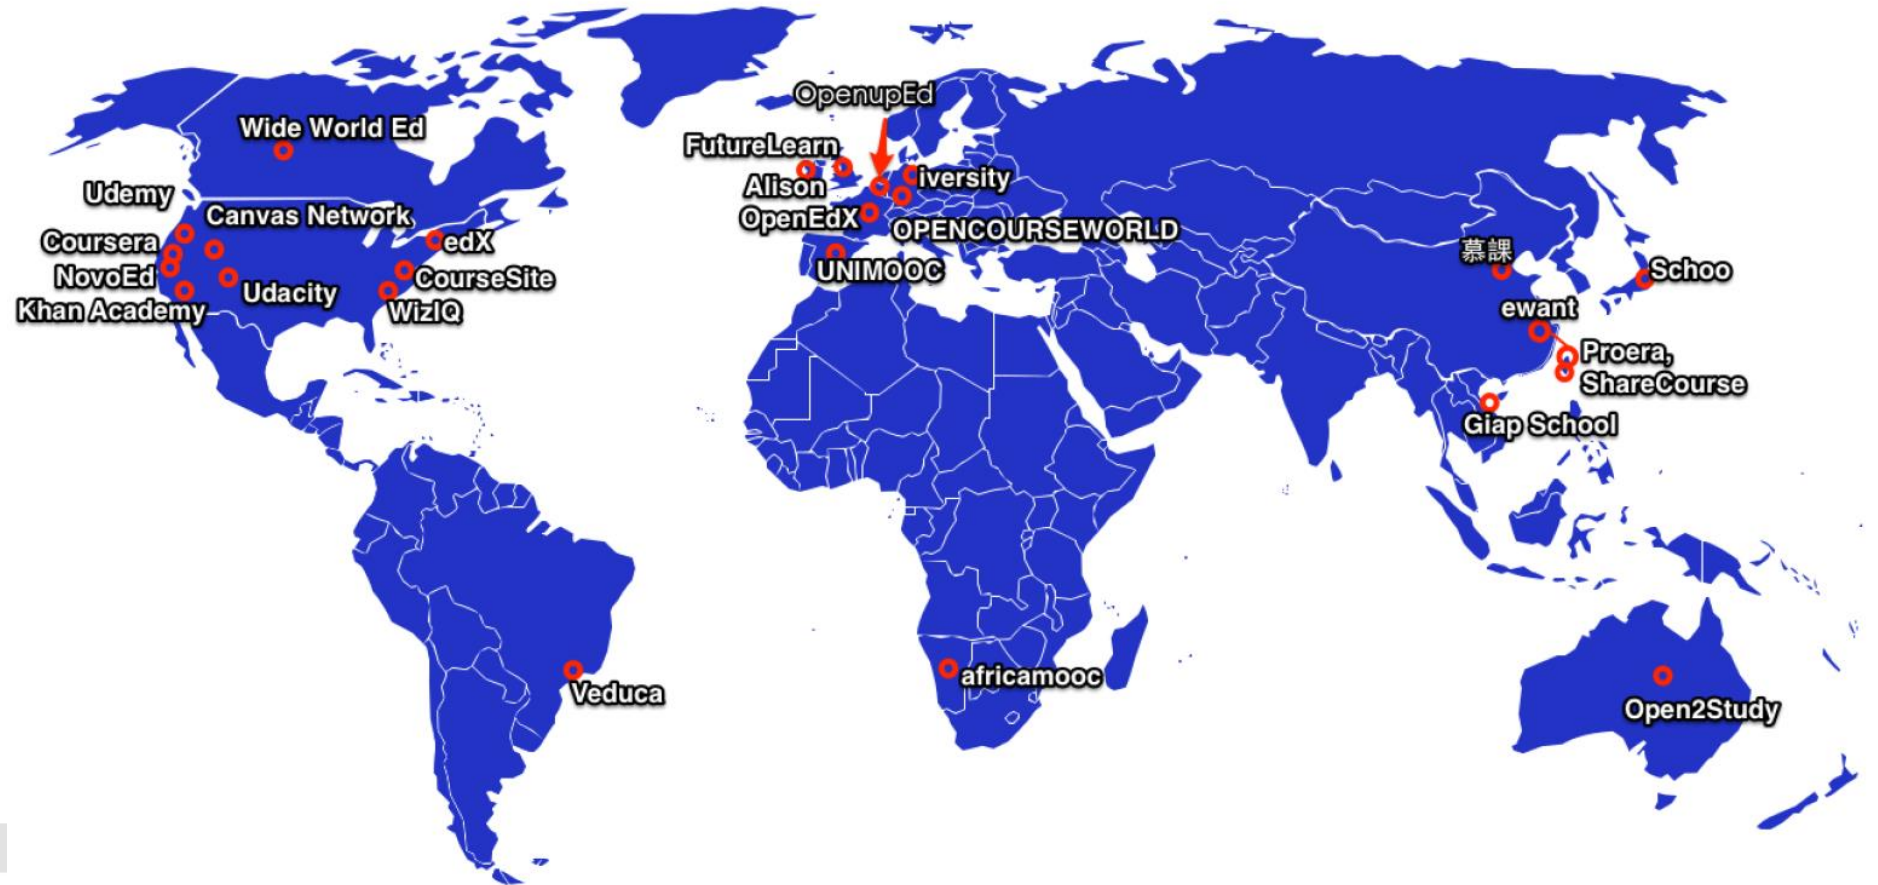 OpenupEd
Wide World Ed
FutureLearn
Alison
iversity
Udemy
Canvas Network
OpenEdX
OPENCOURSEWORLD
Coursera
edX
慕課
NovoEd
UNIMOOC
Schoo
CourseSite
Udacity
Khan Academy
WizIQ
ewant
Proera,
ShareCourse
Giap School
africamooc
Veduca
Open2Study